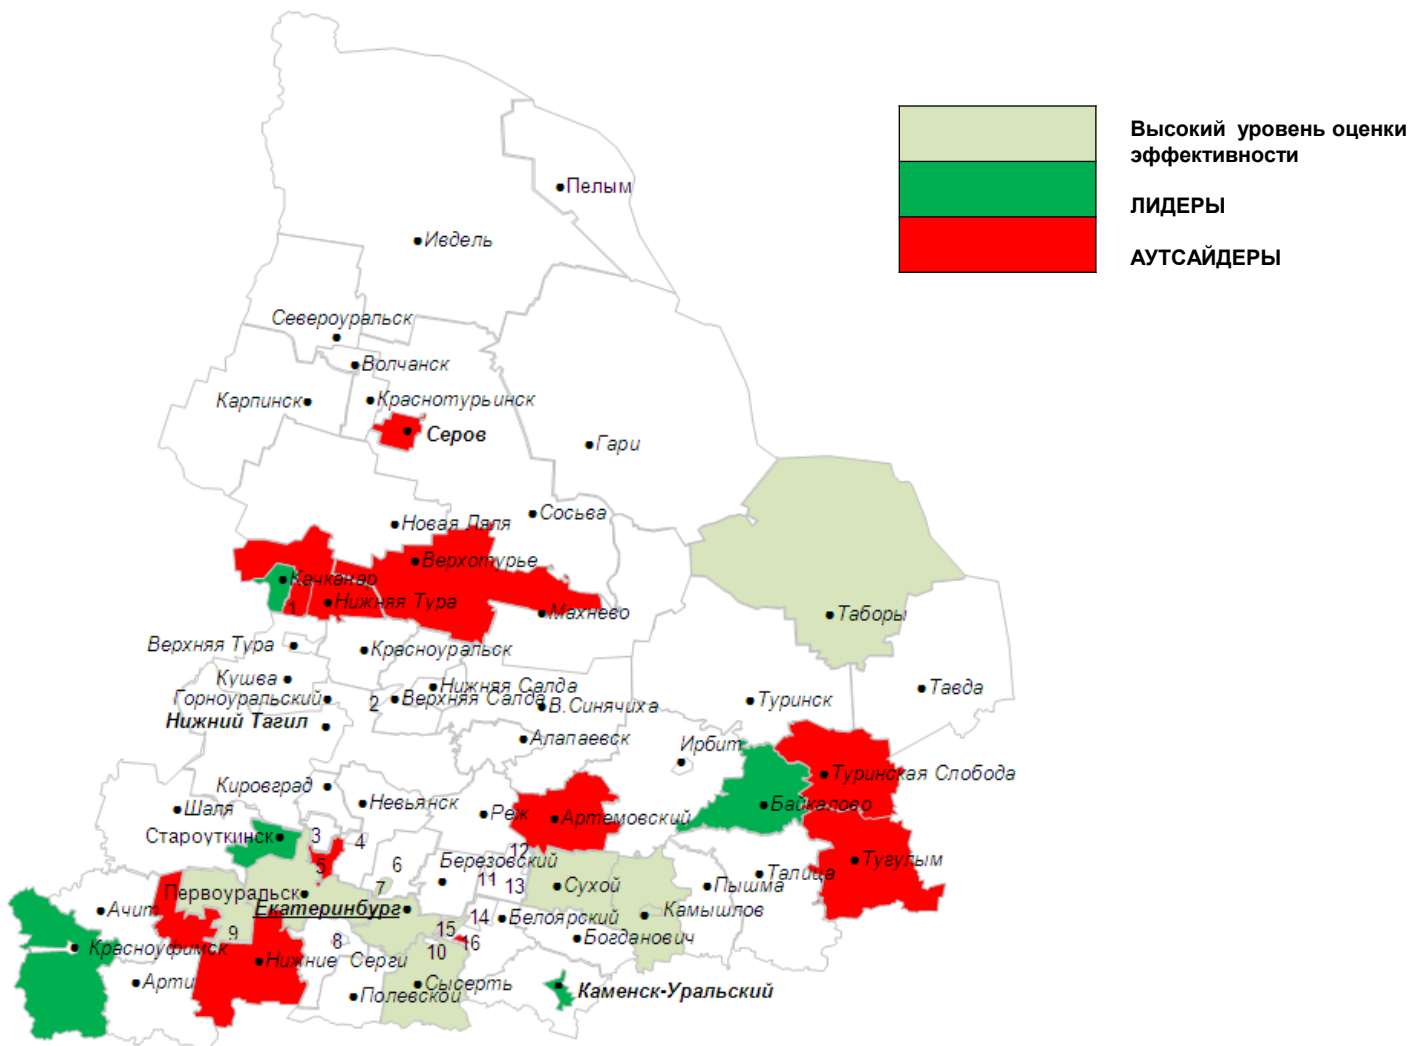 Высокий уровень оценки
эффективности
ЛИДЕРЫ
АУТСАЙДЕРЫ
Пелым
Ивдель
Североуральск
Волчанск
Карпинск
Краснотурьинск
Серов
Гари
Сосьва
Новая Ляля
Верхотурье
Качканар
1
Нижняя Тура
Махнево
Таборы
Верхняя Тура
Красноуральск
Кушва
Нижняя Салда
Тавда
Горноуральский
2
Верхняя Салда
В.Синячиха
Туринск
Нижний Тагил
Алапаевск
Ирбит
Туринская Слобода
Кировград
Невьянск
Реж
Байкалово
Шаля
Артемовский
Староуткинск
3
4
5
6
12
Березовский
Тугулым
11
13
7
Сухой
Пышма
Талица
Первоуральск
Ачит
Екатеринбург
14
Белоярский
Камышлов
9
8
15
16
10
Богданович
Красноуфимск
Нижние Серги
Арти
Полевской
Сысерть
Каменск-Уральский